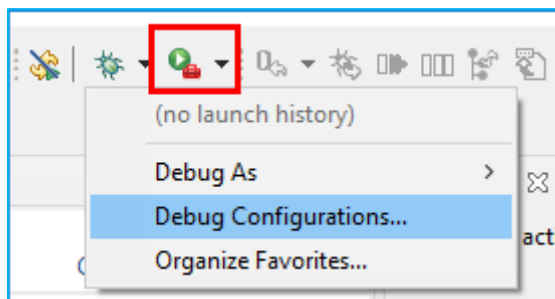 (no launch history)
Debug As
Debug Configurations...
Organize Favorites...